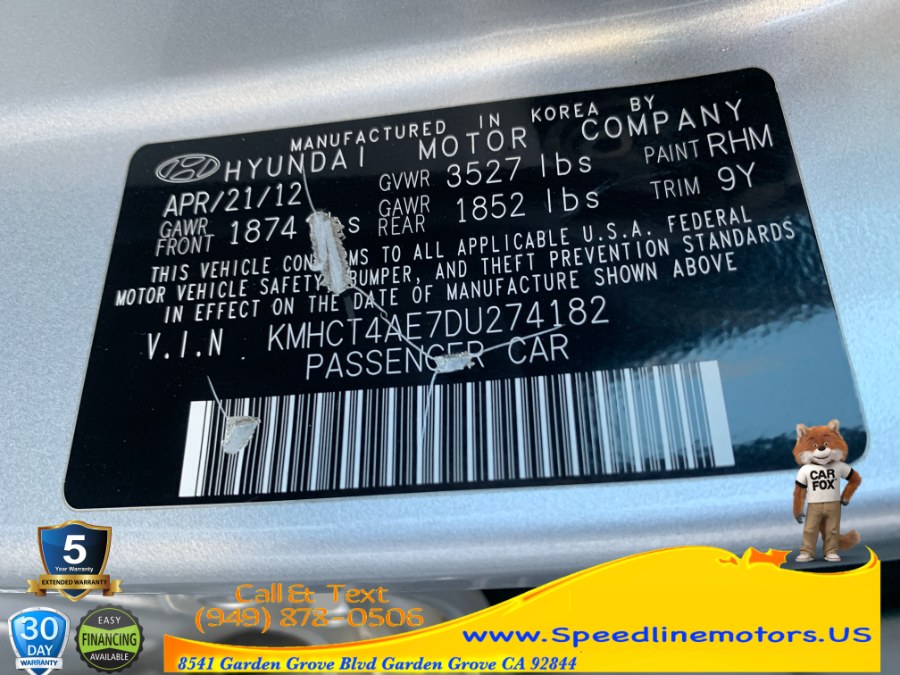 MANUFACTURED IN KOREA BY
HYUNDAI MOTOR COMPANY
APR/21/12 GVWR 3527 lbs PAINT RHM
GAWR FRONT 1874 GAWR REAR 1852 lbs TRIM 9Y
THIS VEHICLE TO ALL APPLICABLE U.S.A. FEDERAL
MOTOR VEHICLE SAFETY, BUMPER, AND THEFT PREVENTION STANDARDS
IN EFFECT ON THE DATE OF MANUFACTURE SHOWN ABOVE
V.I.N KMHCT4AE7DU274182
PASSENGER CAR
CAR
FOX
5
Year Warranty
EXTENDED WARRANTY
30
DAY
WARRANTY
EASY
FINANCING
AVAILABLE
Call & Text
(949) 878-0506
www.Speedlinemotors.US
8541 Garden Grove Blvd Garden Grove CA 92844